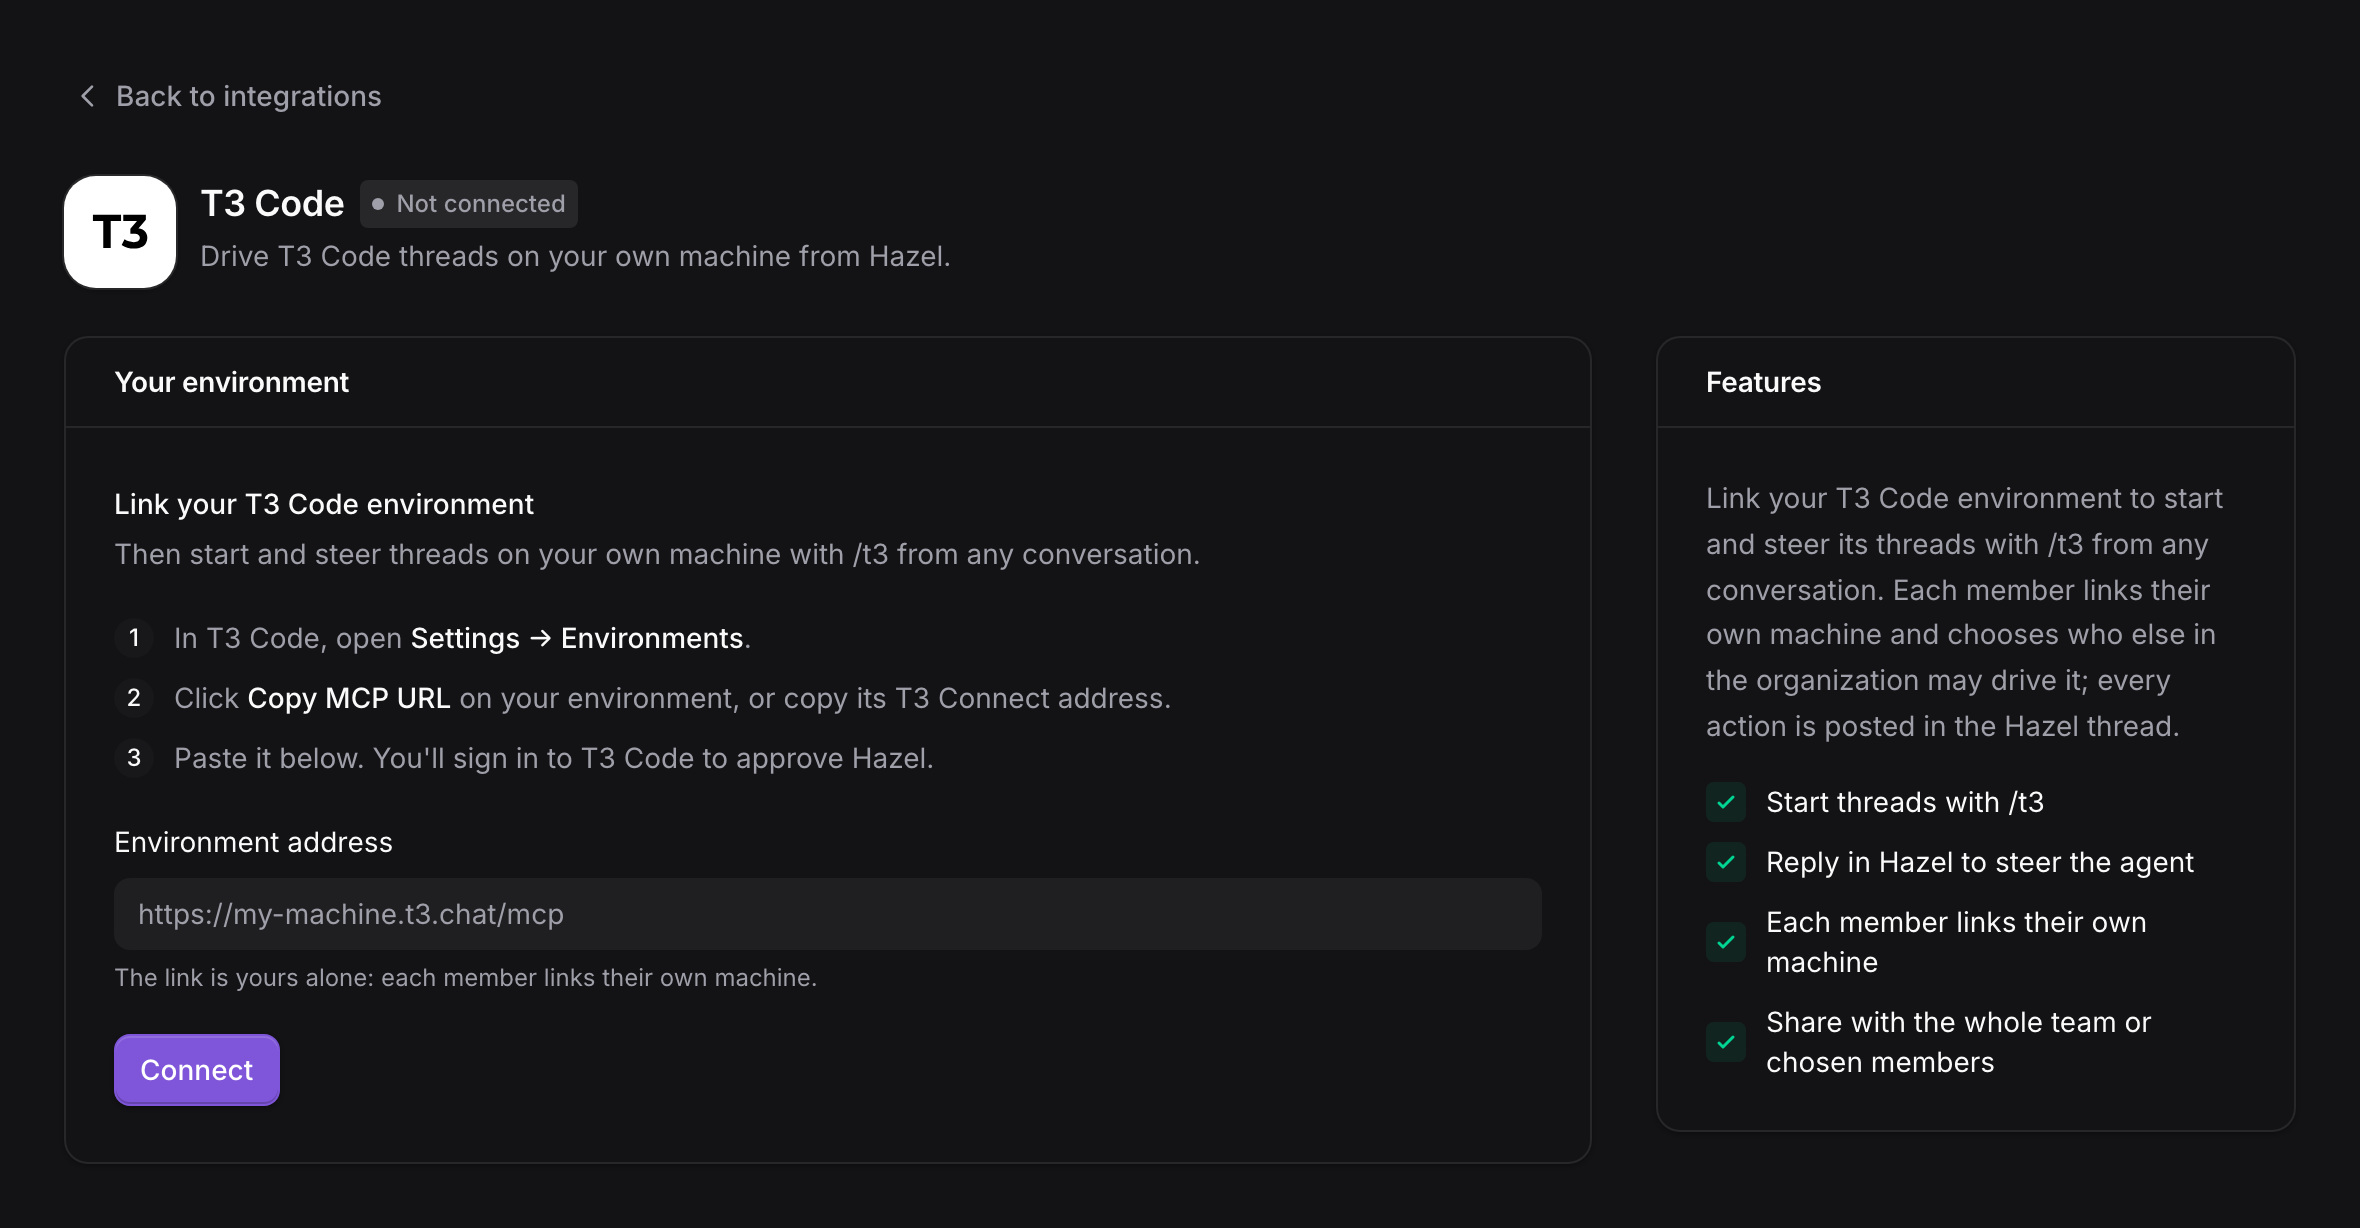 Back to integrations
T3
T3 Code
Not connected
Drive T3 Code threads on your own machine from Hazel.
Your environment
Link your T3 Code environment
Then start and steer threads on your own machine with /t3 from any conversation.
1 In T3 Code, open Settings → Environments.
2 Click Copy MCP URL on your environment, or copy its T3 Connect address.
3 Paste it below. You'll sign in to T3 Code to approve Hazel.
Environment address
https://my-machine.t3.chat/mcp
The link is yours alone: each member links their own machine.
Connect
Features
Link your T3 Code environment to start
and steer its threads with /t3 from any
conversation. Each member links their
own machine and chooses who else in
the organization may drive it; every
action is posted in the Hazel thread.
Start threads with /t3
Reply in Hazel to steer the agent
Each member links their own
machine
Share with the whole team or
chosen members